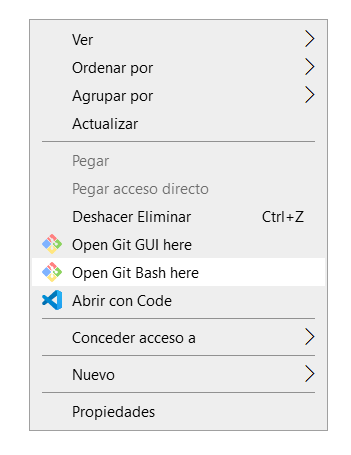 Ver
Ordenar por
Agrupar por
Actualizar
Pegar
Pegar acceso directo
Deshacer Eliminar Ctrl+Z
Open Git GUI here
Open Git Bash here
Abrir con Code
Conceder acceso a
Nuevo
Propiedades